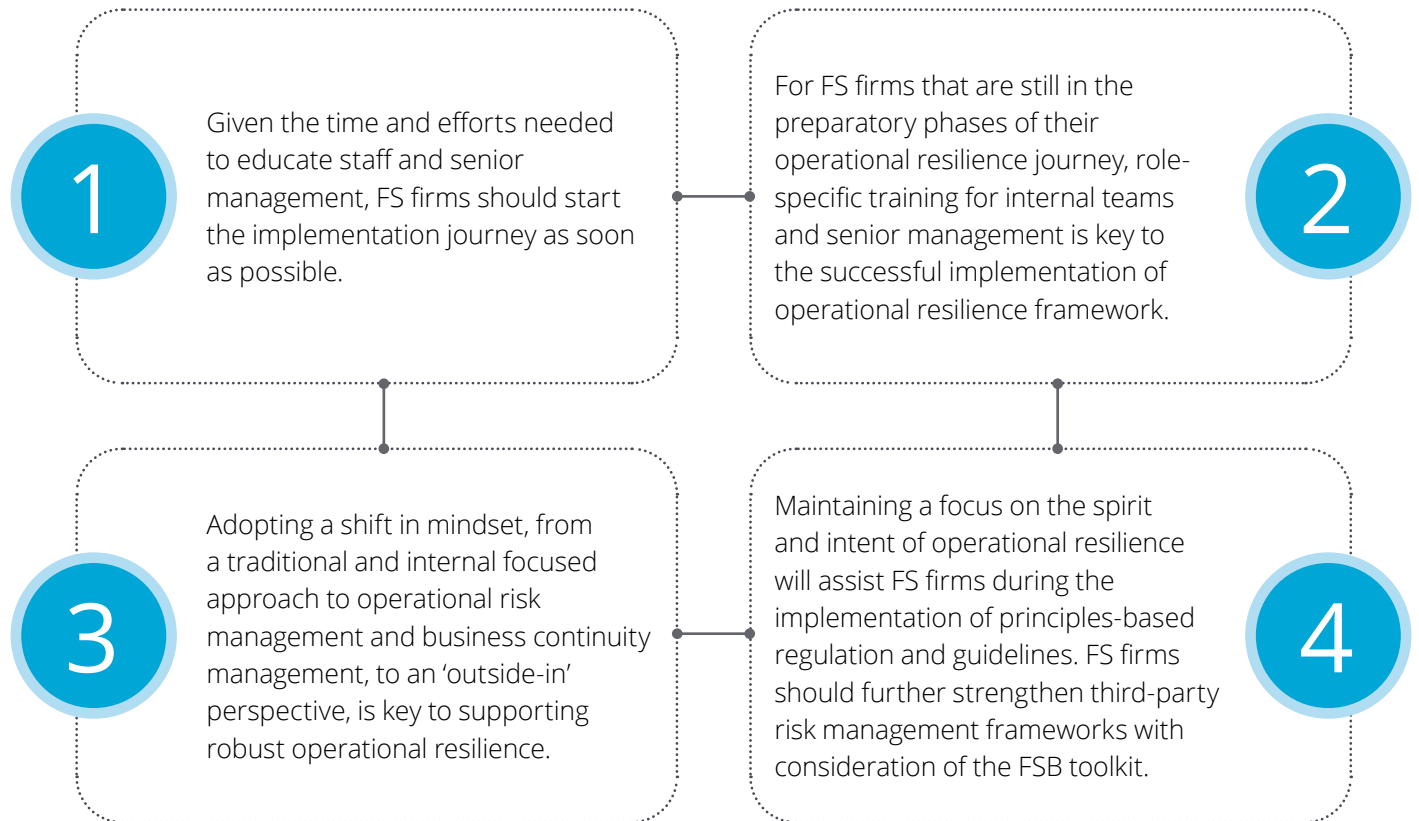 1
Given the time and efforts needed
to educate staff and senior
management, FS firms should start
the implementation journey as soon
as possible.
For FS firms that are still in the
preparatory phases of their
operational resilience journey, role-
specific training for internal teams
and senior management is key to
the successful implementation of
operational resilience framework.
2
3
Adopting a shift in mindset, from
a traditional and internal focused
approach to operational risk
management and business continuity
management, to an ‘outside-in’
perspective, is key to supporting
robust operational resilience.
Maintaining a focus on the spirit
and intent of operational resilience
will assist FS firms during the
implementation of principles-based
regulation and guidelines. FS firms
should further strengthen third-party
risk management frameworks with
consideration of the FSB toolkit.
4